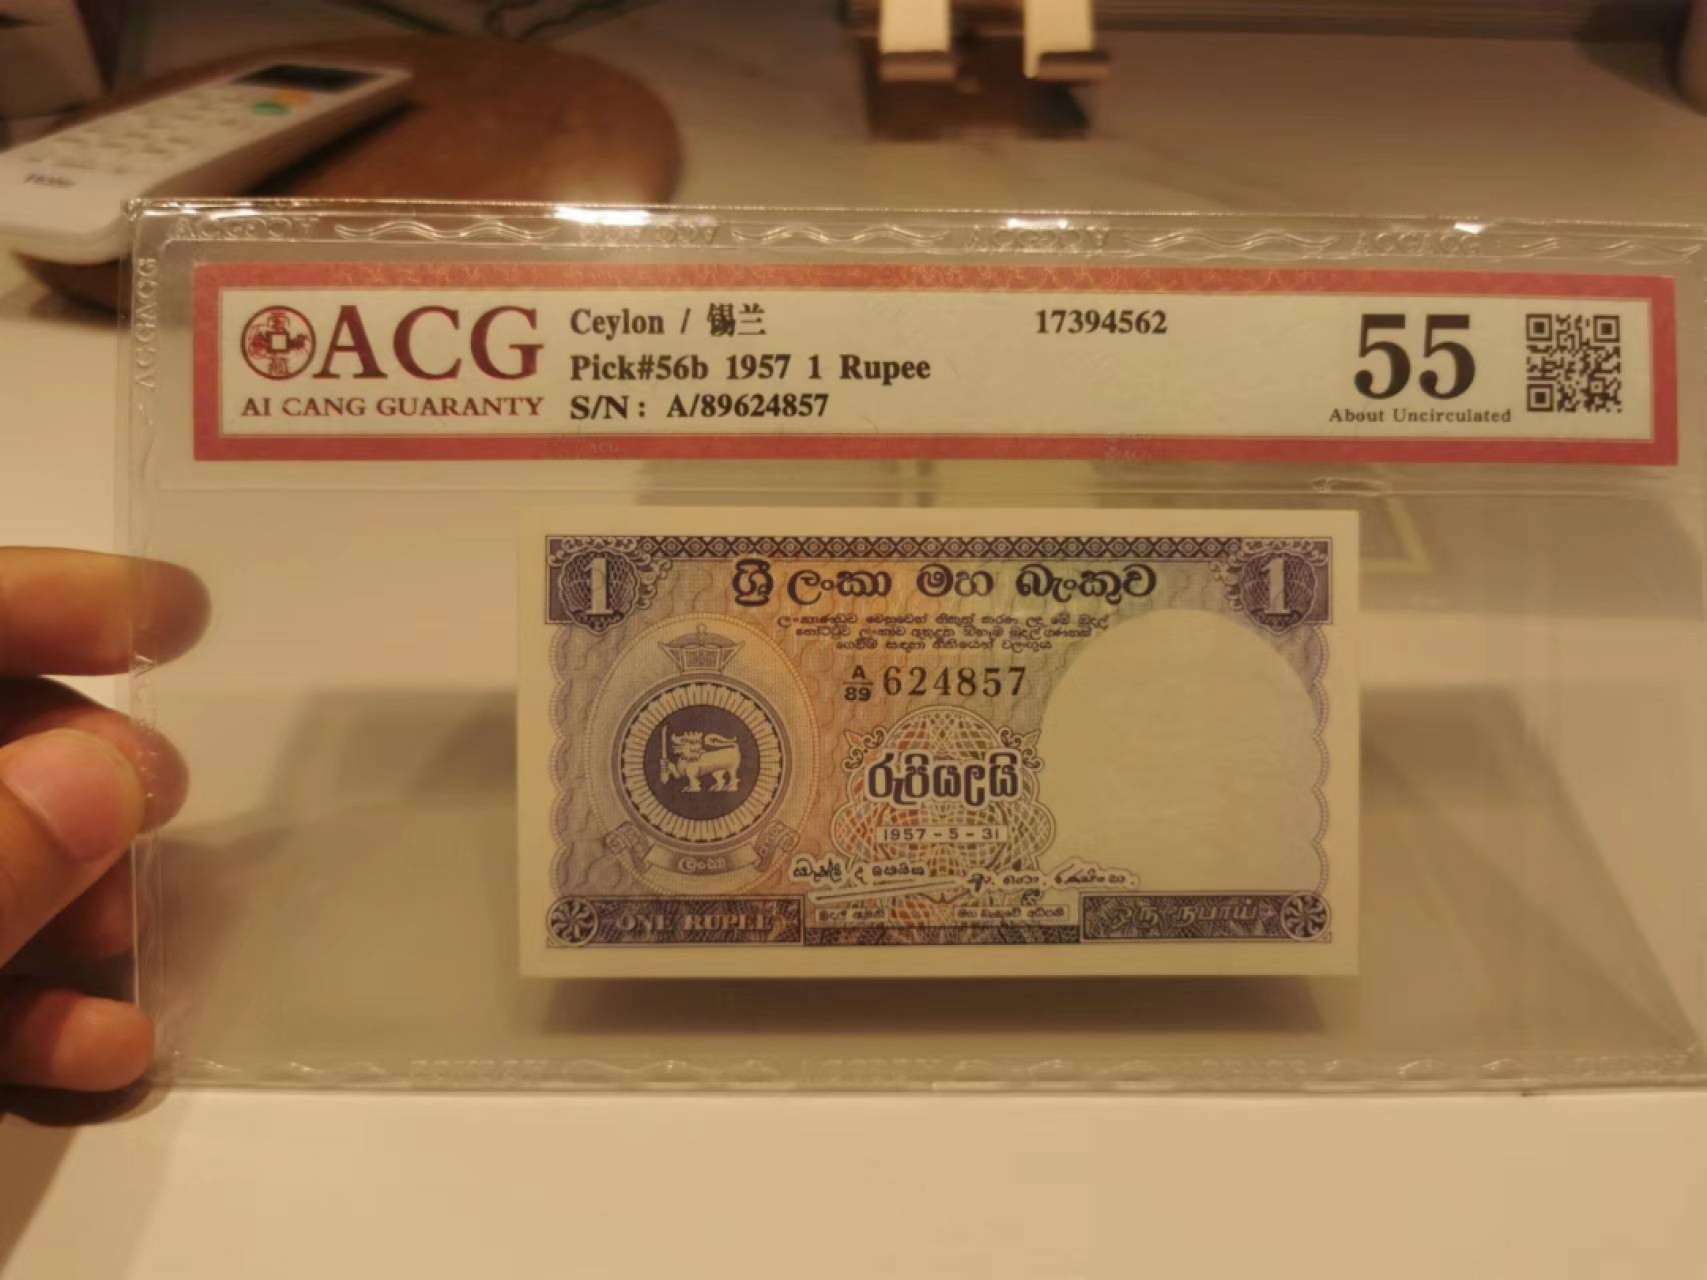 ACG
AI CANG GUARANTY
Ceylon / 锡兰
Pick#56b 1957 1 Rupee
S/N: A/89624857
17394562
55
About Uncirculated
1
ශ්‍රී ලංකා මහ බැංකුව
1
A
89 624857
රුපියලයි
1957-5-31
ලංකා
ONE RUPEE
ஒரு ரூபாய்